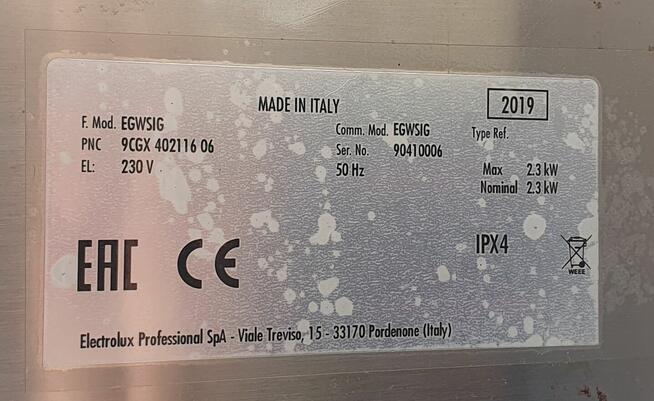 MADE IN ITALY
2019
F. Mod. EGWSIG
Comm. Mod. EGWSIG
Type Ref.
PNC 9CGX 402116 06
Ser. No. 90410006
EL: 230 V
50 Hz
Max 2.3 kW
Nominal 2.3 kW
EAC CE
IPX4
WEEE
Electrolux Professional SpA - Viale Treviso, 15 - 33170 Pordenone (Italy)